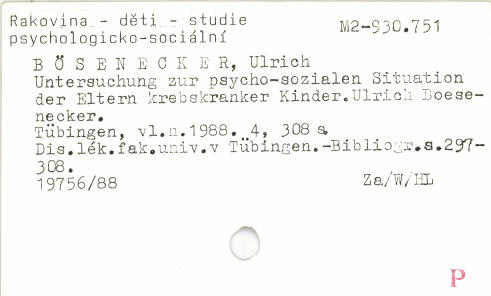 Rakovina - děti - studie
psychologicko-sociální
M2-930.751
B Ö S E N E C K E R, Ulrich
Untersuchung zur psycho-sozialen Situation
der Eltern krebskranker Kinder.Ulrich Boese-
necker.
Tübingen, vl.n.1988. 4, 308 s.
Dis.lék.fak.univ.v Tübingen.-Bibliogr.s.297-
308.
19756/88 Za/W/HL
P